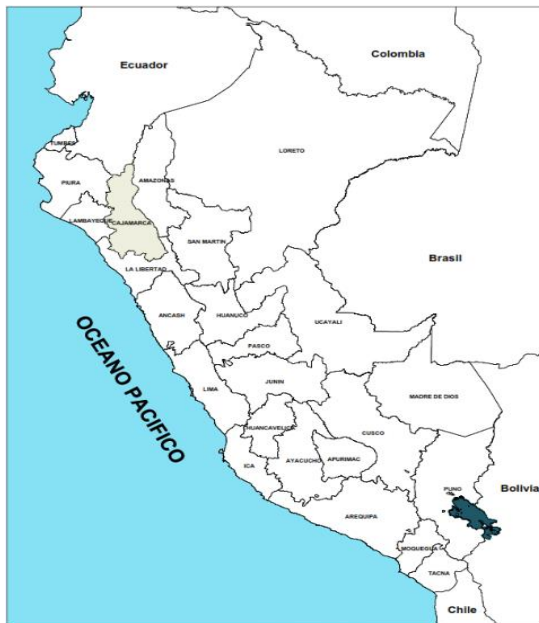 Colombia
Ecuador
TUMBES
LORETO
PIURA
AMAZONAS
LAMBAYEQUE
CAJAMARCA
SAN MARTIN
Brasil
LA LIBERTAD
ANCASH
HUANUCO
UCAYALI
PASCO
OCEANO PACIFICO
LIMA
JUNIN
MADRE DE DIOS
HUANCAVELICA
CUSCO
ICA
AYACUCHO
APURIMAC
PUNO
Bolivia
AREQUIPA
MOQUEGUA
TACNA
Chile